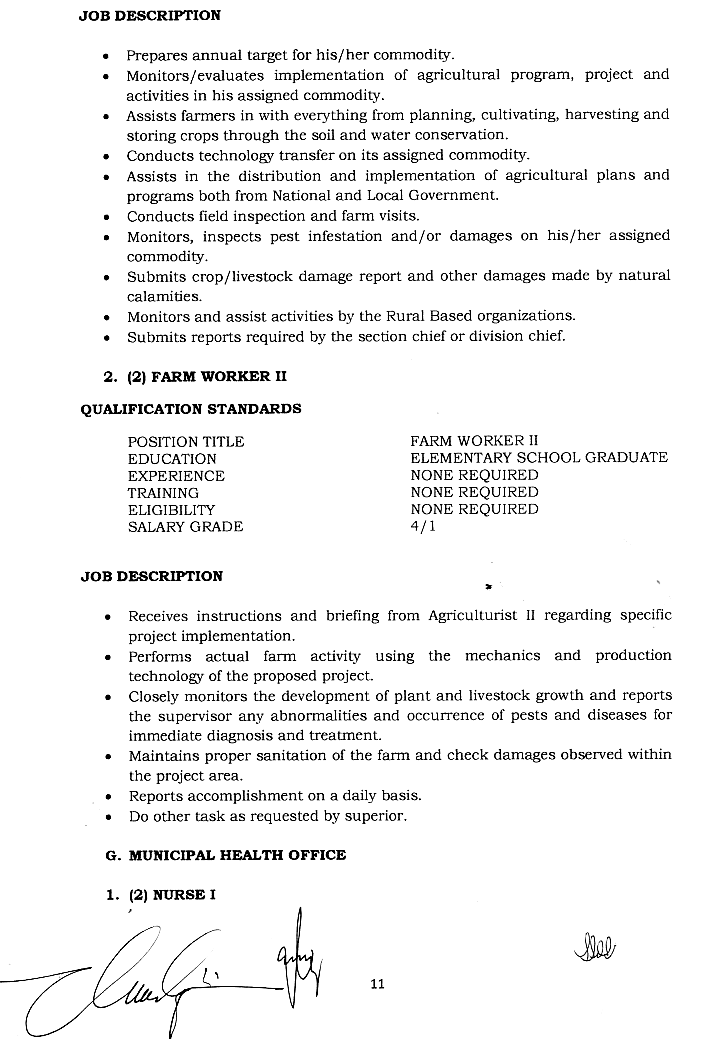 JOB DESCRIPTION
• Prepares annual target for his/her commodity.
• Monitors/evaluates implementation of agricultural program, project and
activities in his assigned commodity.
• Assists farmers in with everything from planning, cultivating, harvesting and
storing crops through the soil and water conservation.
• Conducts technology transfer on its assigned commodity.
• Assists in the distribution and implementation of agricultural plans and
programs both from National and Local Government.
• Conducts field inspection and farm visits.
• Monitors, inspects pest infestation and/or damages on his/her assigned
commodity.
• Submits crop/livestock damage report and other damages made by natural
calamities.
• Monitors and assist activities by the Rural Based organizations.
• Submits reports required by the section chief or division chief.
2. (2) FARM WORKER II
QUALIFICATION STANDARDS
POSITION TITLE FARM WORKER II
EDUCATION ELEMENTARY SCHOOL GRADUATE
EXPERIENCE NONE REQUIRED
TRAINING NONE REQUIRED
ELIGIBILITY NONE REQUIRED
SALARY GRADE 4/1
JOB DESCRIPTION
• Receives instructions and briefing from Agriculturist II regarding specific
project implementation.
• Performs actual farm activity using the mechanics and production
technology of the proposed project.
• Closely monitors the development of plant and livestock growth and reports
the supervisor any abnormalities and occurrence of pests and diseases for
immediate diagnosis and treatment.
• Maintains proper sanitation of the farm and check damages observed within
the project area.
• Reports accomplishment on a daily basis.
• Do other task as requested by superior.
G. MUNICIPAL HEALTH OFFICE
1. (2) NURSE I
11